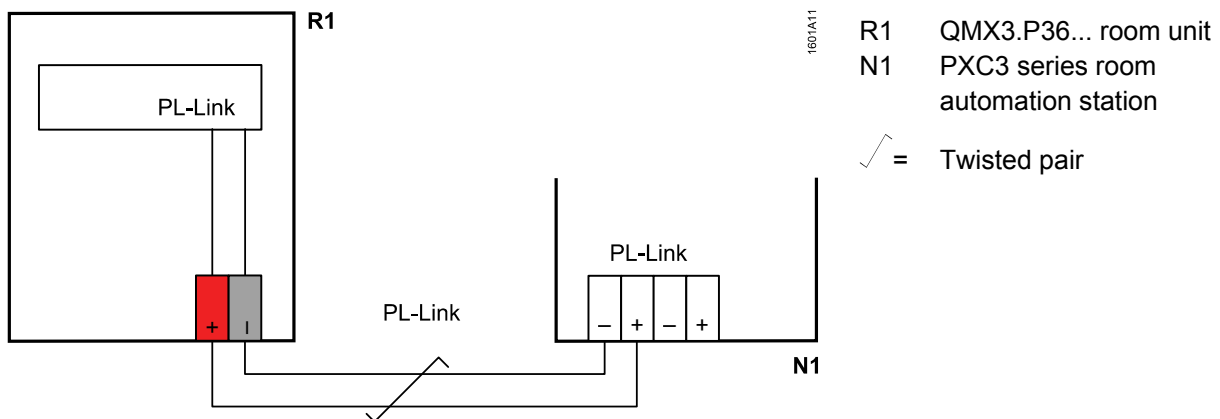 R1
PL-Link
+ –
PL-Link
PL-Link
– + – +
N1
1601A11
R1 QMX3.P36... room unit
N1 PXC3 series room
automation station
= Twisted pair